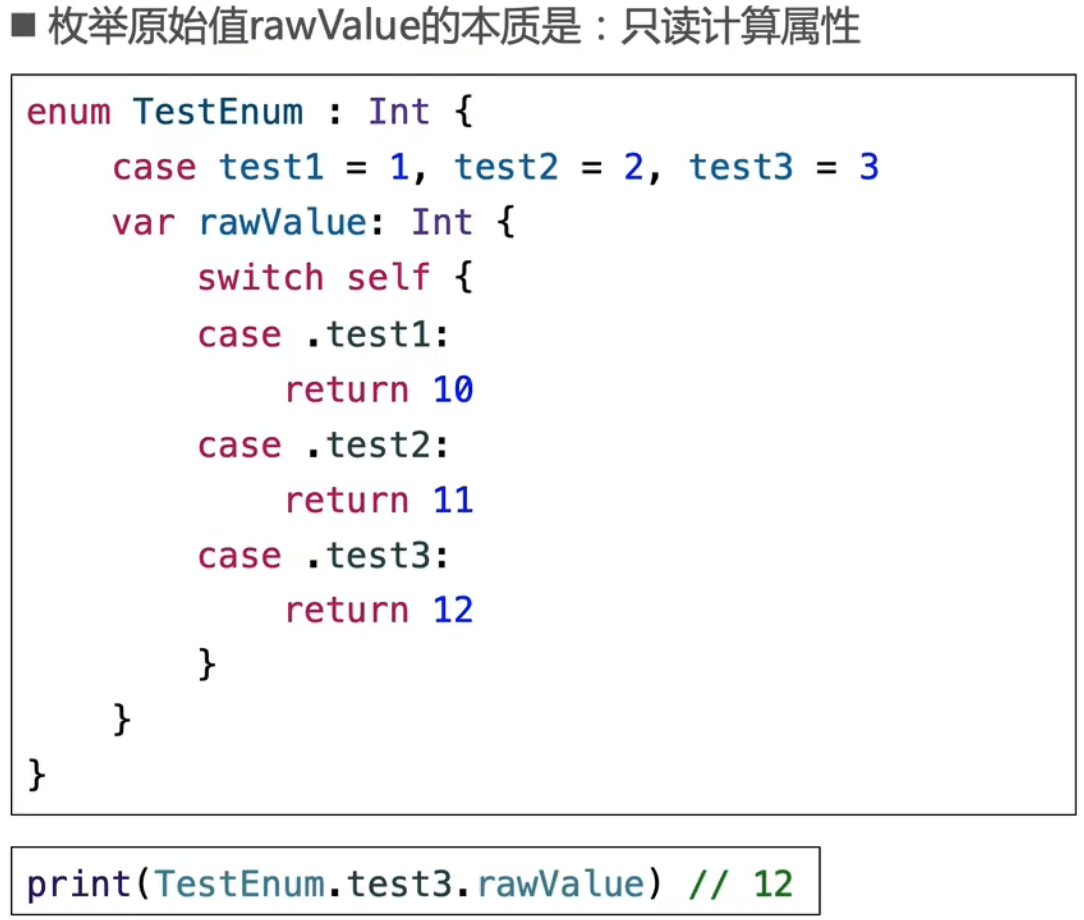 ■ 枚举原始值rawValue的本质是：只读计算属性
enum TestEnum : Int {
    case test1 = 1, test2 = 2, test3 = 3
    var rawValue: Int {
        switch self {
        case .test1:
            return 10
        case .test2:
            return 11
        case .test3:
            return 12
        }
    }
}
print(TestEnum.test3.rawValue) // 12